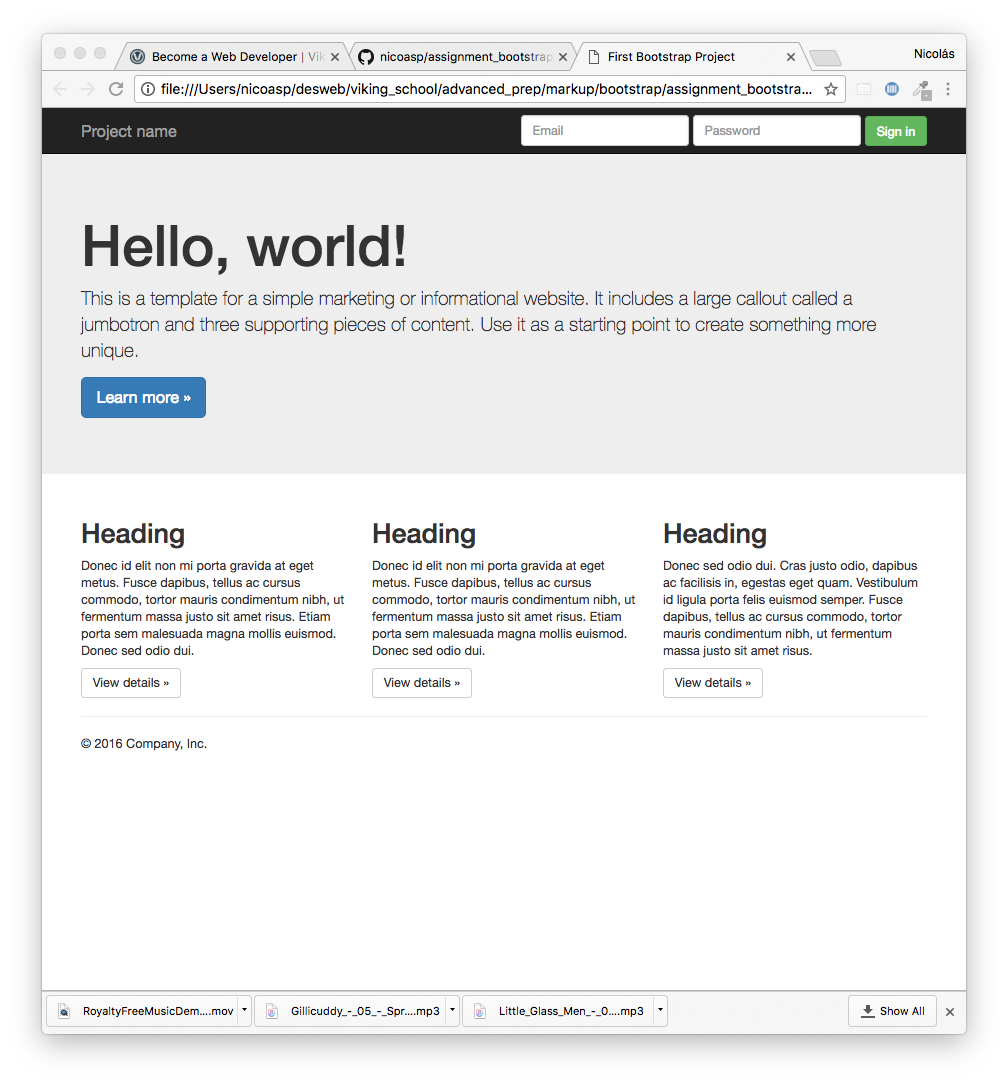 Become a Web Developer | Vik
nicoasp/assignment_bootstrap
First Bootstrap Project
Nicolás
file:///Users/nicoasp/desweb/viking_school/advanced_prep/markup/bootstrap/assignment_bootstra...
Project name
Email
Password
Sign in
Hello, world!
This is a template for a simple marketing or informational website. It includes a large callout called a
jumbotron and three supporting pieces of content. Use it as a starting point to create something more
unique.
Learn more »
Heading
Donec id elit non mi porta gravida at eget
metus. Fusce dapibus, tellus ac cursus
commodo, tortor mauris condimentum nibh, ut
fermentum massa justo sit amet risus. Etiam
porta sem malesuada magna mollis euismod.
Donec sed odio dui.
View details »
Heading
Donec id elit non mi porta gravida at eget
metus. Fusce dapibus, tellus ac cursus
commodo, tortor mauris condimentum nibh, ut
fermentum massa justo sit amet risus. Etiam
porta sem malesuada magna mollis euismod.
Donec sed odio dui.
View details »
Heading
Donec sed odio dui. Cras justo odio, dapibus
ac facilisis in, egestas eget quam. Vestibulum
id ligula porta felis euismod semper. Fusce
dapibus, tellus ac cursus commodo, tortor
mauris condimentum nibh, ut fermentum
massa justo sit amet risus.
View details »
© 2016 Company, Inc.
RoyaltyFreeMusicDem....mov
Gillicuddy_-_05_-_Spr....mp3
Little_Glass_Men_-_0....mp3
Show All